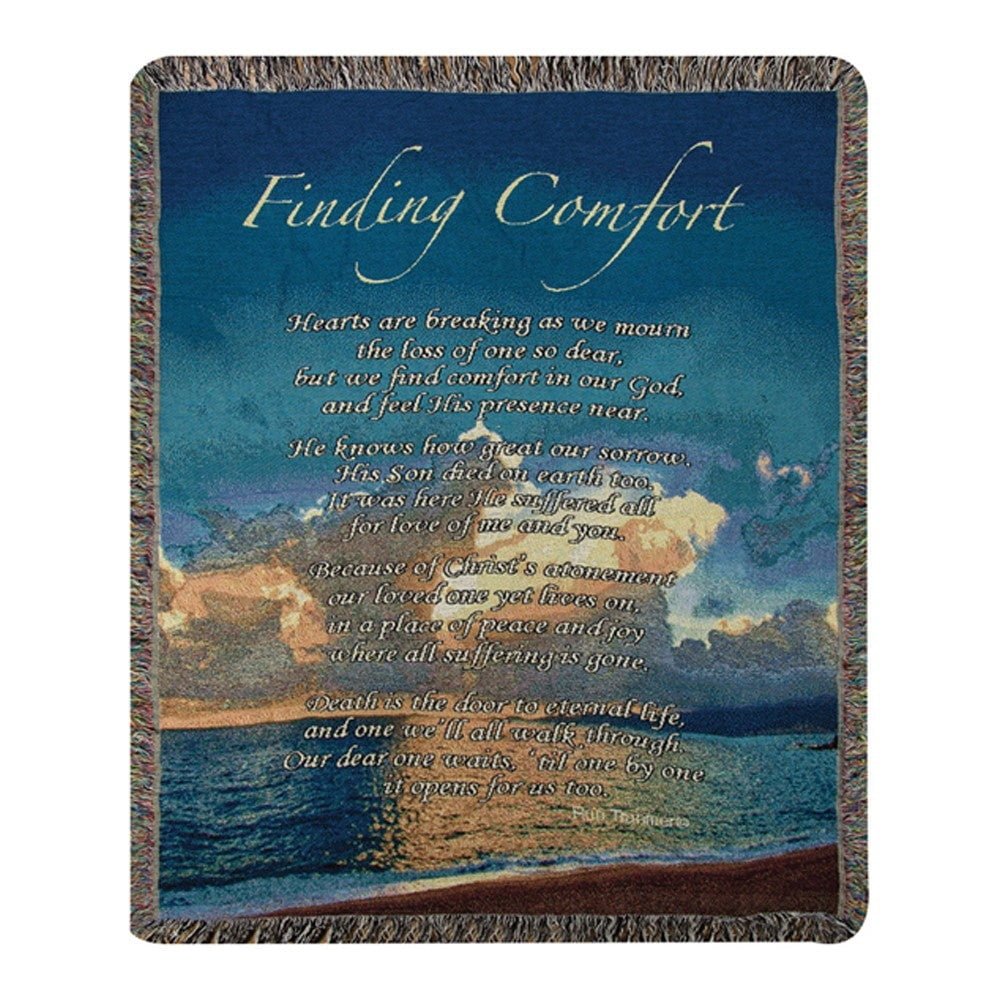 Finding Comfort
Hearts are breaking as we mourn
the loss of one so dear,
but we find comfort in our God,
and feel His presence near.
He knows how great our sorrow.
His Son died on earth too.
It was here He suffered all
for love of me and you.
Because of Christ's atonement
our loved one yet lives on,
in a place of peace and joy
where all suffering is gone.
Death is the door to eternal life,
and one we'll all walk through.
Our dear one waits, 'til one by one
it opens for us too.